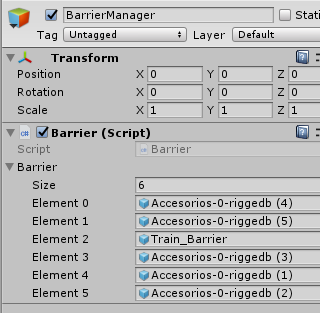 BarrierManager Stati
Tag Untagged Layer Default
Transform
Position X 0 Y 0 Z 0
Rotation X 0 Y 0 Z 0
Scale X 1 Y 1 Z 1
C# Barrier (Script)
Script Barrier
Barrier
Size 6
Element 0 Accesorios-0-riggedb (4)
Element 1 Accesorios-0-riggedb (5)
Element 2 Train_Barrier
Element 3 Accesorios-0-riggedb (3)
Element 4 Accesorios-0-riggedb (1)
Element 5 Accesorios-0-riggedb (2)